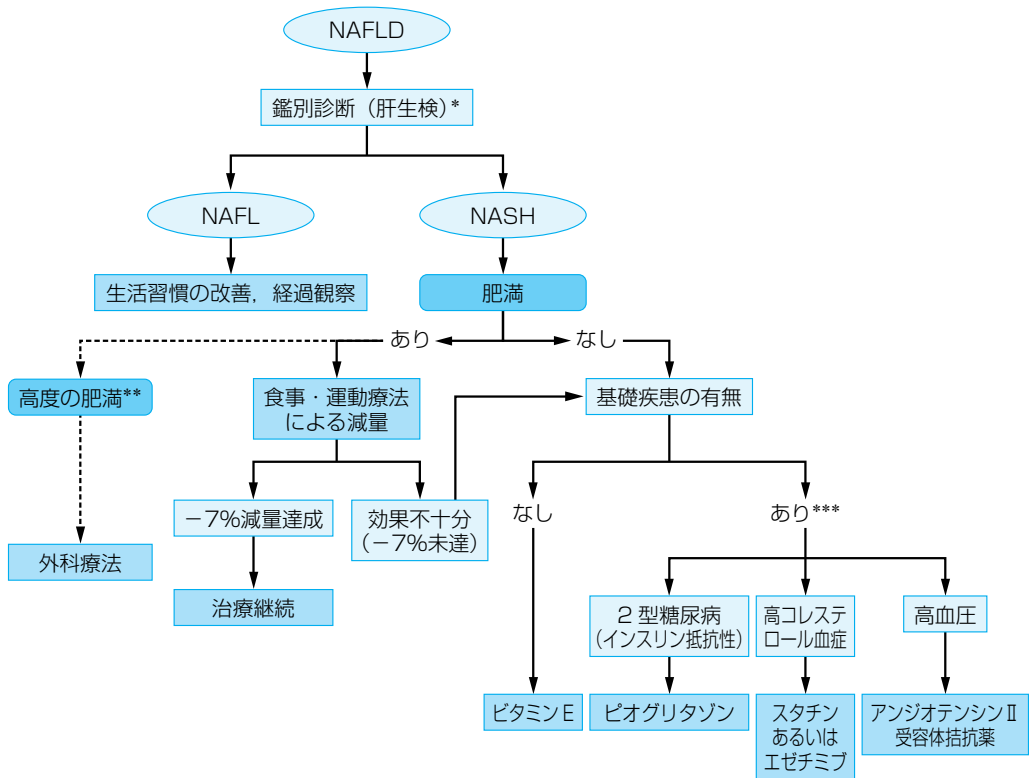 NAFLD
鑑別診断（肝生検）*
NAFL
NASH
生活習慣の改善，経過観察
肥満
あり
なし
高度の肥満**
食事・運動療法
による減量
基礎疾患の有無
−7％減量達成
効果不十分
（−7％未達）
なし
あり***
外科療法
治療継続
2型糖尿病
（インスリン抵抗性）
高コレステ
ロール血症
高血圧
ビタミンE
ピオグリタゾン
スタチン
あるいは
エゼチミブ
アンジオテンシンⅡ
受容体拮抗薬